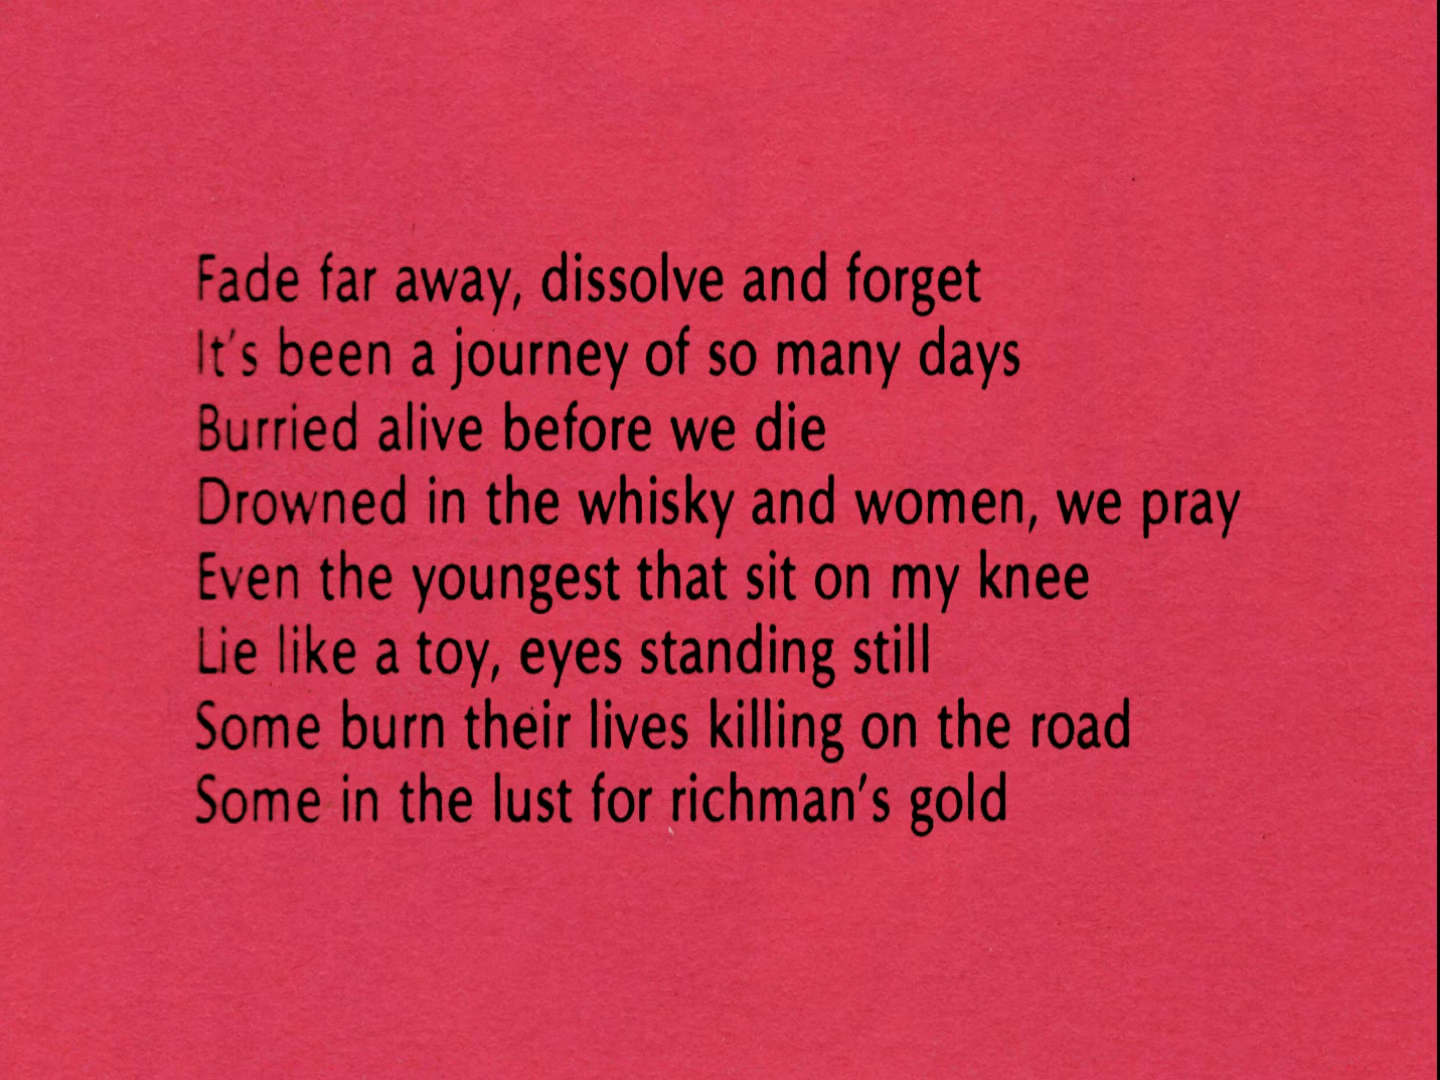 Fade far away, dissolve and forget
It's been a journey of so many days
Burried alive before we die
Drowned in the whisky and women, we pray
Even the youngest that sit on my knee
Lie like a toy, eyes standing still
Some burn their lives killing on the road
Some in the lust for richman's gold